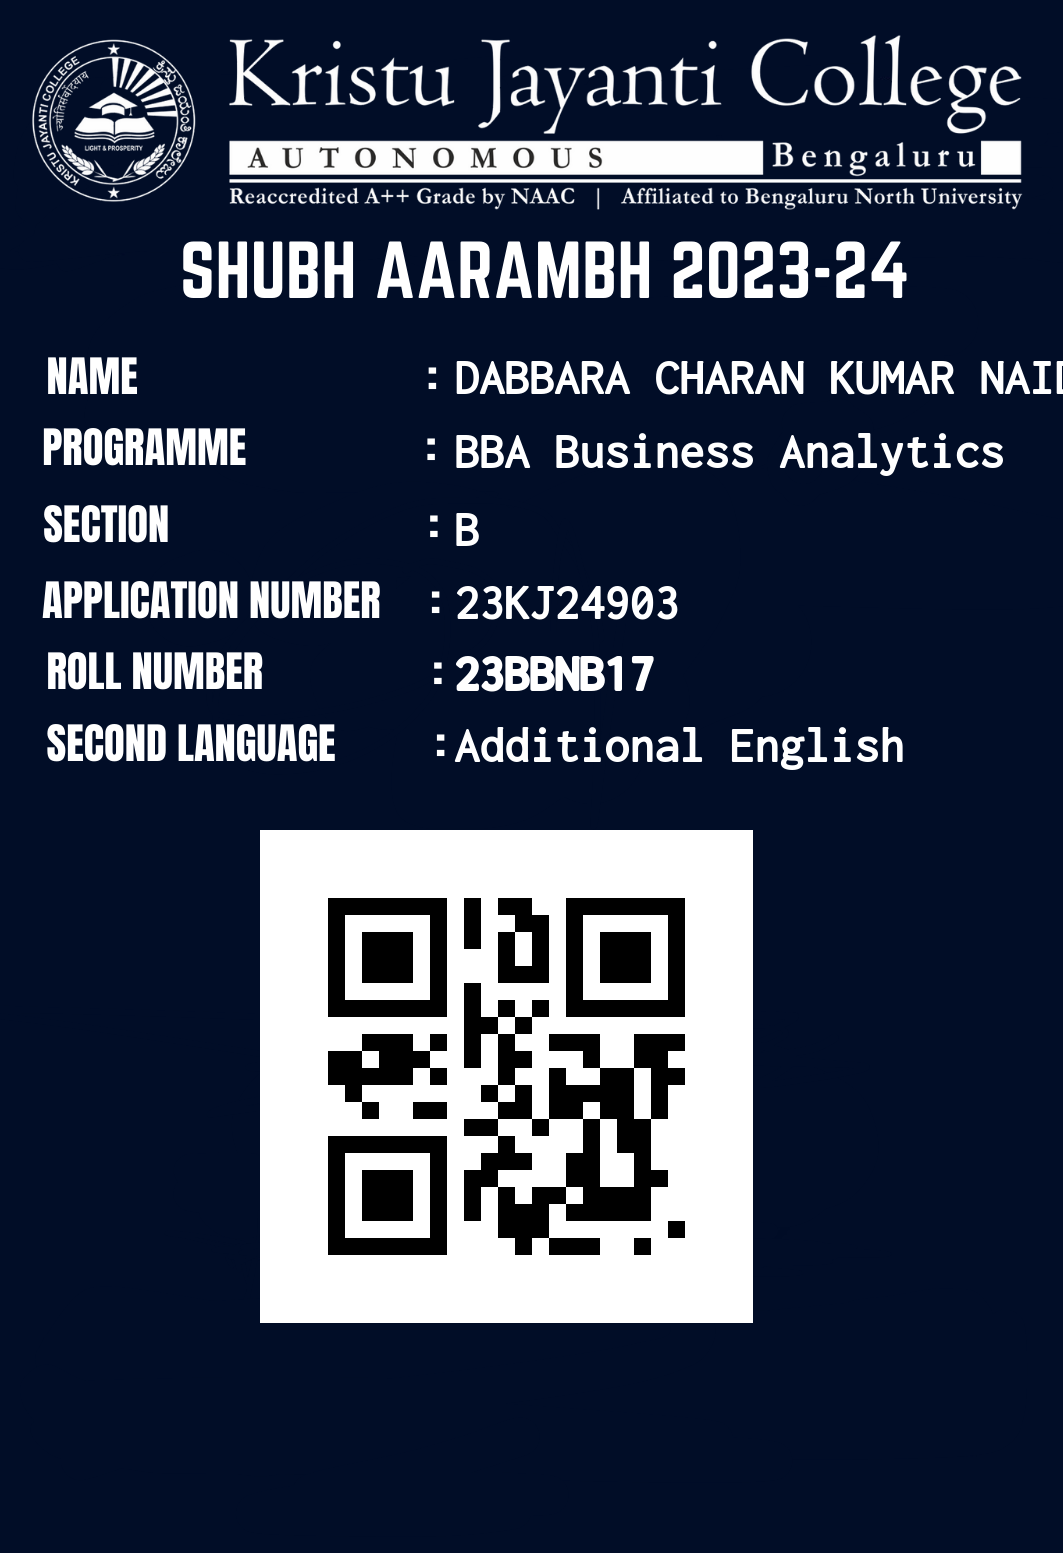 Kristu Jayanti College
AUTONOMOUS Bengaluru
Reaccredited A++ Grade by NAAC | Affiliated to Bengaluru North University
KRISTU JAYANTI COLLEGE
LIGHT & PROSPERITY
SHUBH AARAMBH 2023-24
NAME : DABBARA CHARAN KUMAR NAID
PROGRAMME : BBA Business Analytics
SECTION : B
APPLICATION NUMBER : 23KJ24903
ROLL NUMBER : 23BBNB17
SECOND LANGUAGE : Additional English